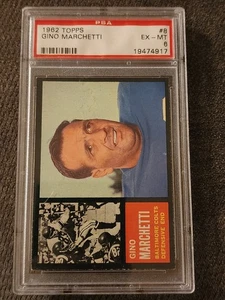 PSA
1962 TOPPS #8
GINO MARCHETTI EX-MT
6
19474917
GINO
MARCHETTI
BALTIMORE COLTS
DEFENSIVE END